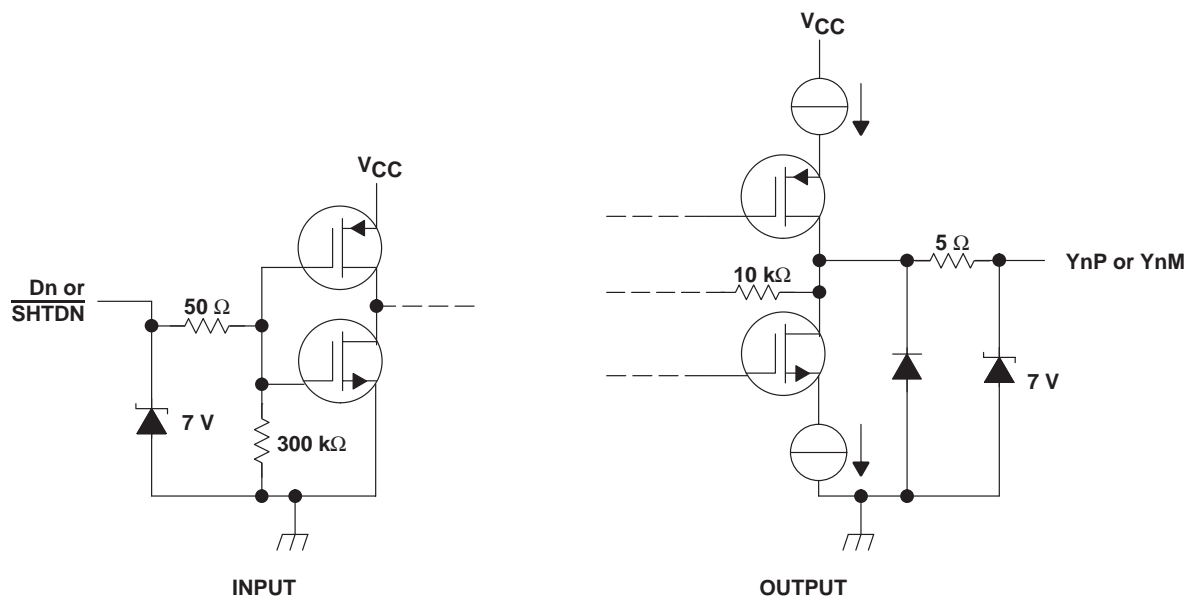 VCC
Dn or
SHTDN
50 Ω
7 V
300 kΩ
INPUT
VCC
5 Ω
YnP or YnM
10 kΩ
7 V
OUTPUT